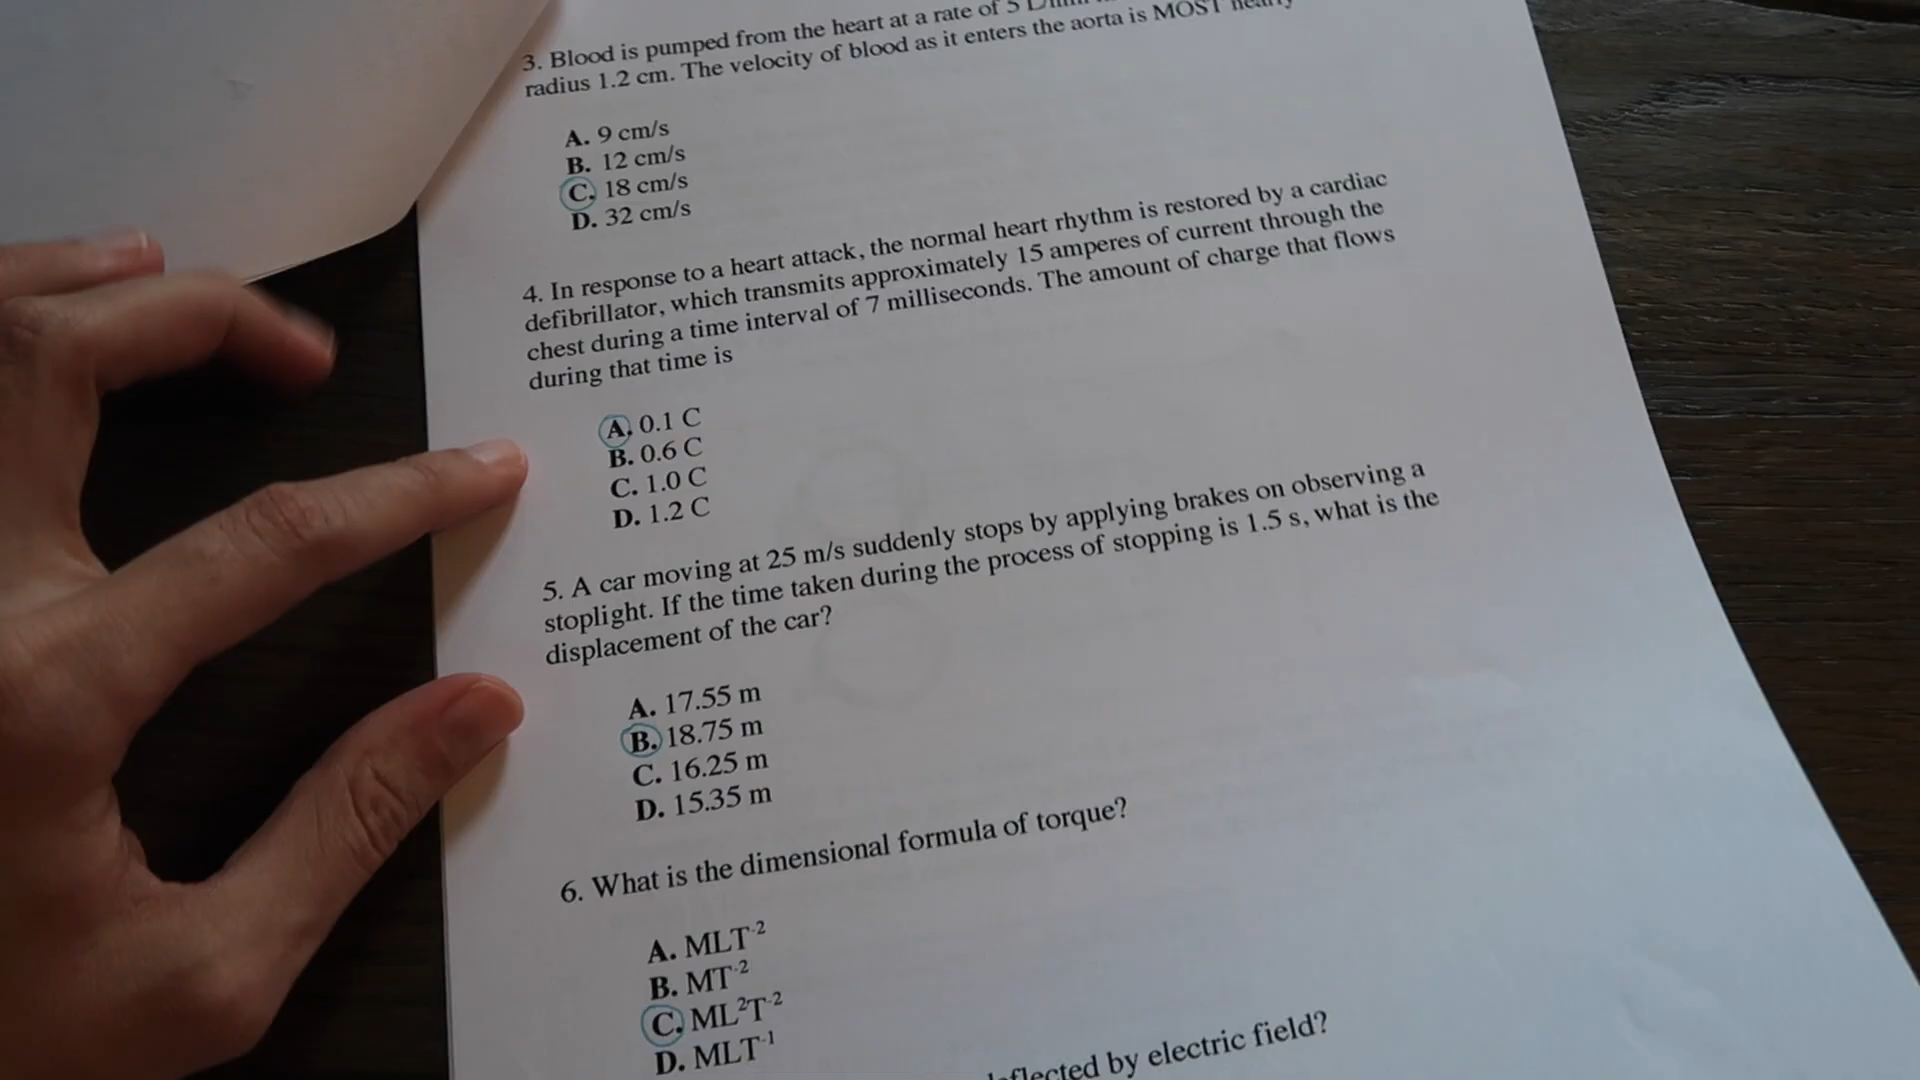 3. Blood is pumped from the heart at a rate of 5
radius 1.2 cm. The velocity of blood as it enters the aorta is MOST nearly
A. 9 cm/s
B. 12 cm/s
C. 18 cm/s
D. 32 cm/s
4. In response to a heart attack, the normal heart rhythm is restored by a cardiac
defibrillator, which transmits approximately 15 amperes of current through the
chest during a time interval of 7 milliseconds. The amount of charge that flows
during that time is
A. 0.1 C
B. 0.6 C
C. 1.0 C
D. 1.2 C
5. A car moving at 25 m/s suddenly stops by applying brakes on observing a
stoplight. If the time taken during the process of stopping is 1.5 s, what is the
displacement of the car?
A. 17.55 m
B. 18.75 m
C. 16.25 m
D. 15.35 m
6. What is the dimensional formula of torque?
A. MLT⁻²
B. MT⁻²
C. ML²T⁻²
D. MLT⁻¹
by electric field?